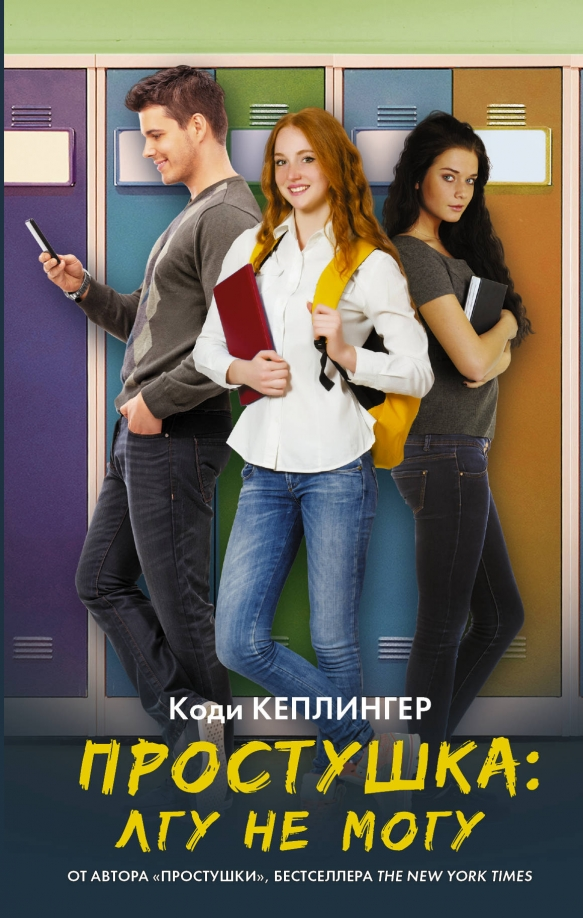 Коди КЕПЛИНГЕР
ПРОСТУШКА:
ЛГУ НЕ МОГУ
ОТ АВТОРА «ПРОСТУШКИ», БЕСТСЕЛЛЕРА THE NEW YORK TIMES